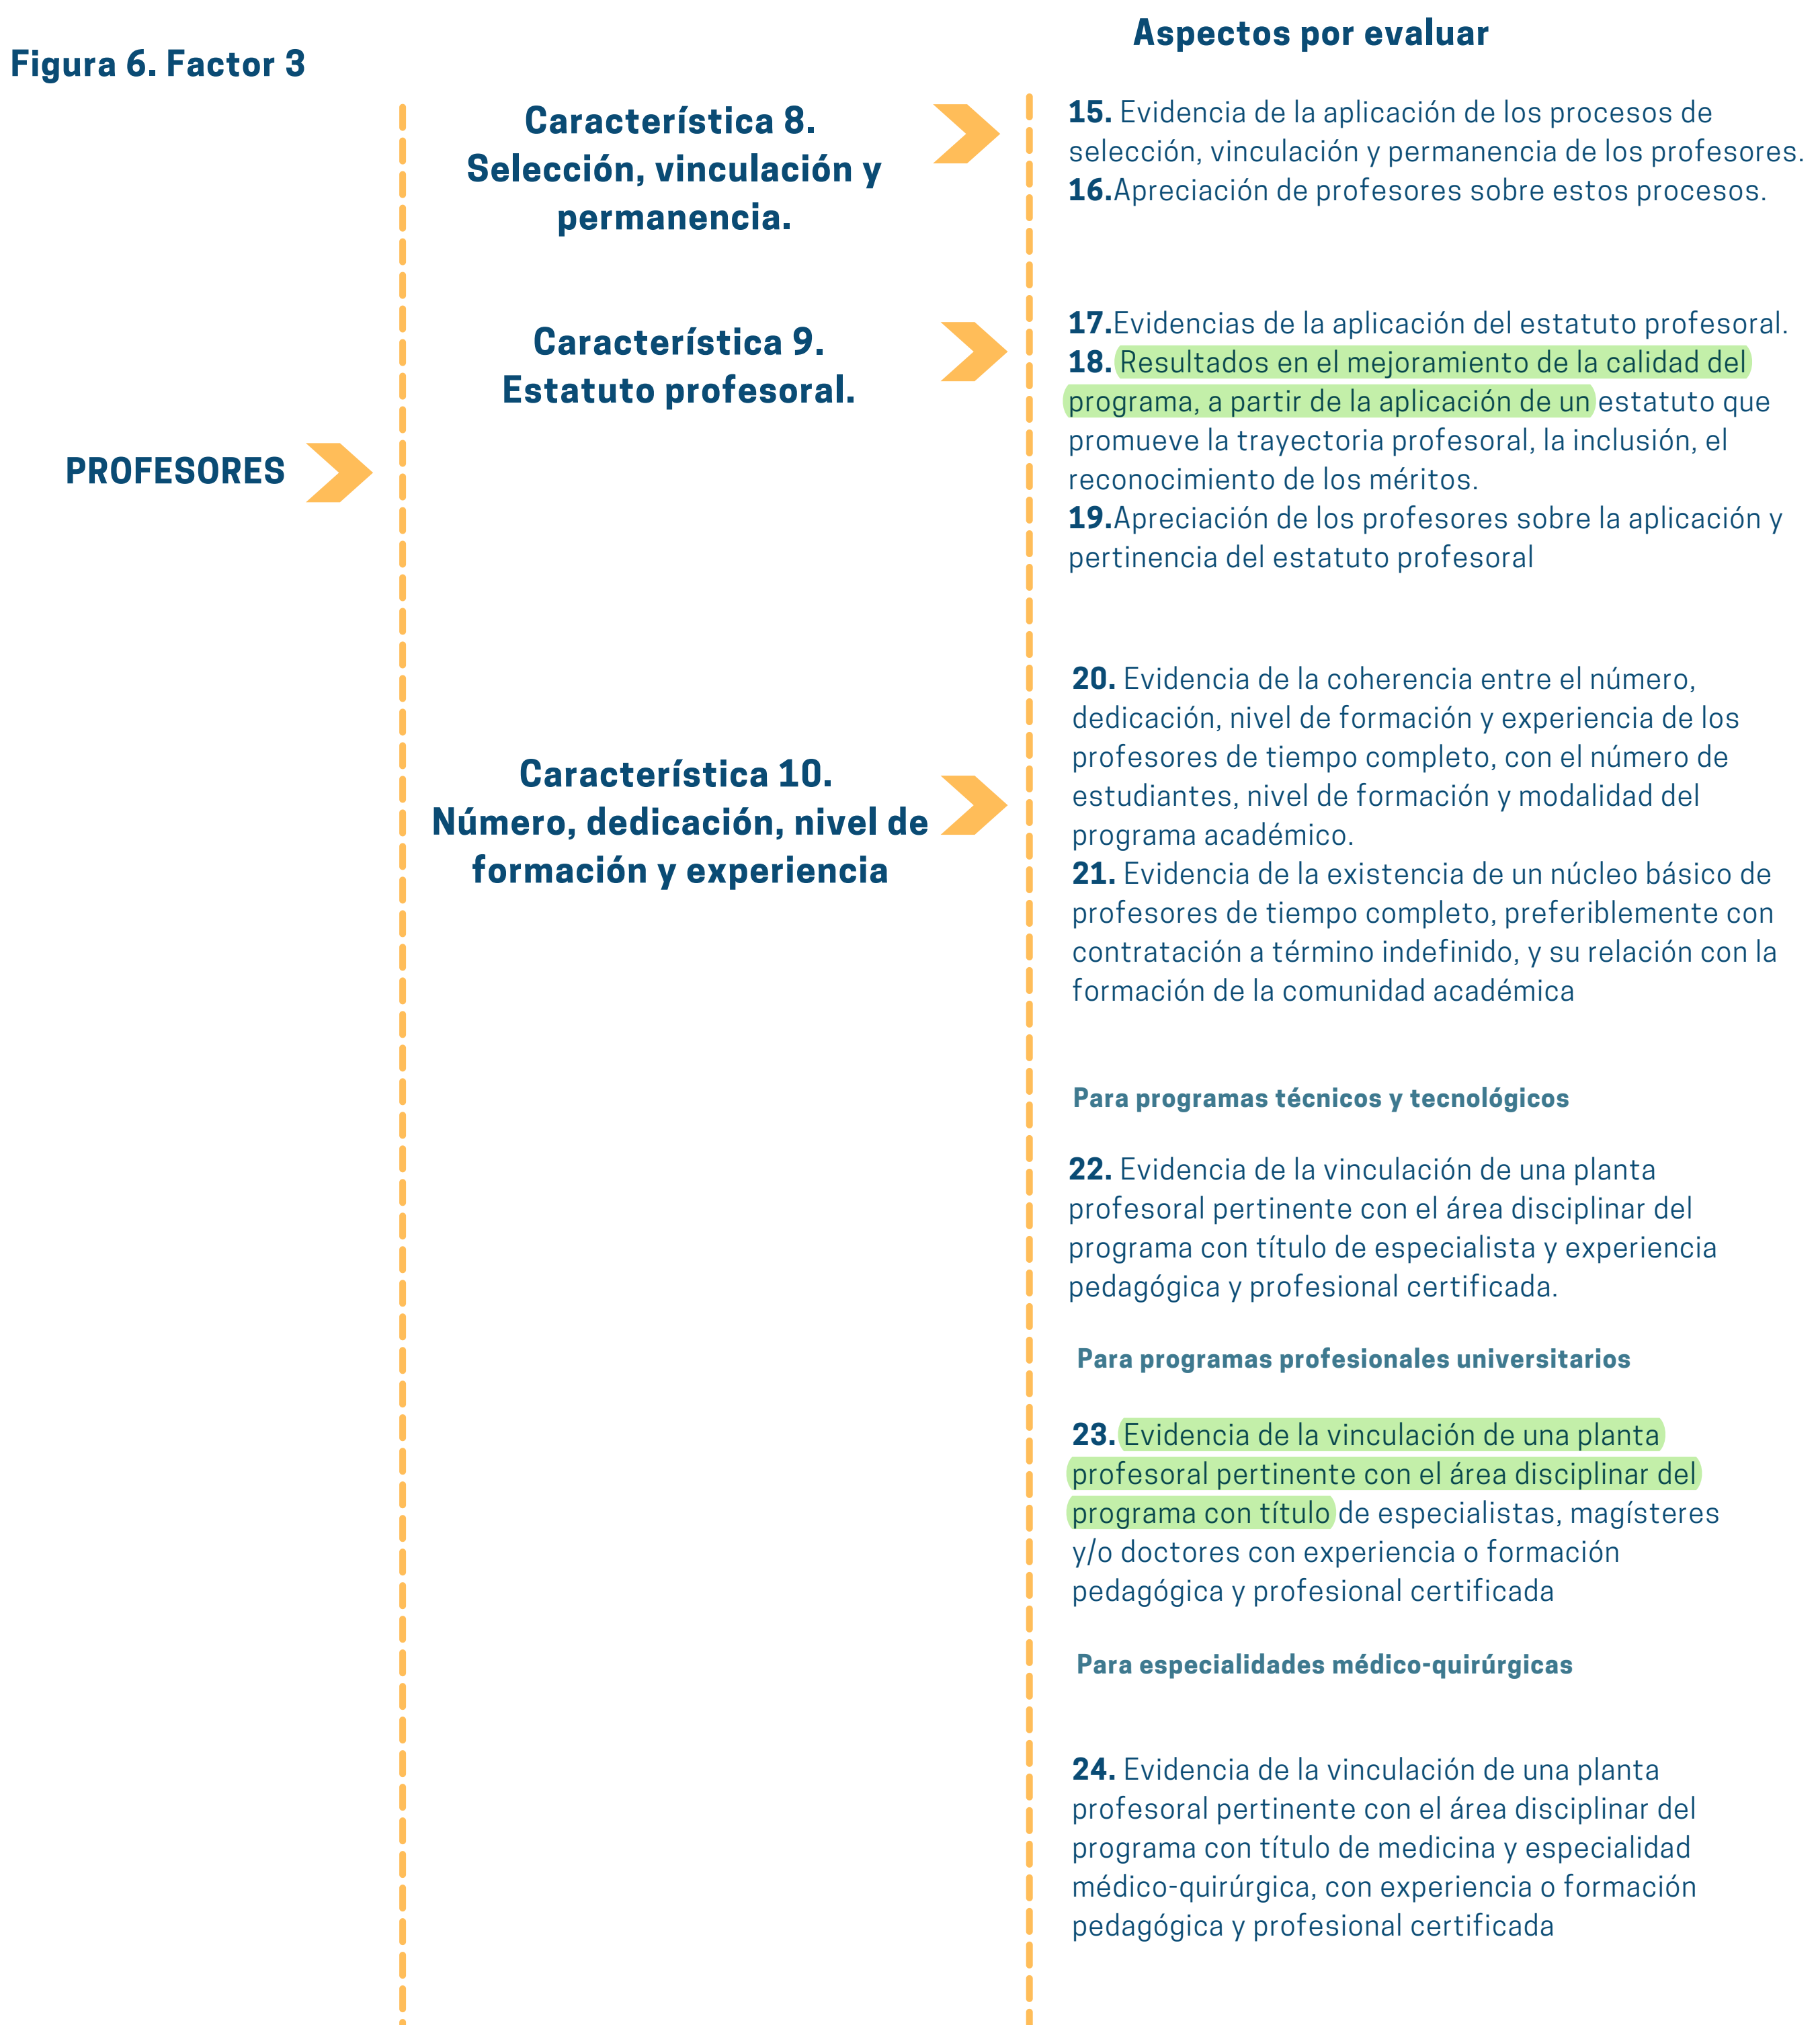 Figura 6. Factor 3
Aspectos por evaluar
PROFESORES
Característica 8.
Selección, vinculación y
permanencia.
15. Evidencia de la aplicación de los procesos de
selección, vinculación y permanencia de los profesores.
16.Apreciación de profesores sobre estos procesos.
Característica 9.
Estatuto profesoral.
17.Evidencias de la aplicación del estatuto profesoral.
18. Resultados en el mejoramiento de la calidad del
programa, a partir de la aplicación de un estatuto que
promueve la trayectoria profesoral, la inclusión, el
reconocimiento de los méritos.
19.Apreciación de los profesores sobre la aplicación y
pertinencia del estatuto profesoral
Característica 10.
Número, dedicación, nivel de
formación y experiencia
20. Evidencia de la coherencia entre el número,
dedicación, nivel de formación y experiencia de los
profesores de tiempo completo, con el número de
estudiantes, nivel de formación y modalidad del
programa académico.
21. Evidencia de la existencia de un núcleo básico de
profesores de tiempo completo, preferiblemente con
contratación a término indefinido, y su relación con la
formación de la comunidad académica
Para programas técnicos y tecnológicos
22. Evidencia de la vinculación de una planta
profesoral pertinente con el área disciplinar del
programa con título de especialista y experiencia
pedagógica y profesional certificada.
Para programas profesionales universitarios
23. Evidencia de la vinculación de una planta
profesoral pertinente con el área disciplinar del
programa con título de especialistas, magísteres
y/o doctores con experiencia o formación
pedagógica y profesional certificada
Para especialidades médico-quirúrgicas
24. Evidencia de la vinculación de una planta
profesoral pertinente con el área disciplinar del
programa con título de medicina y especialidad
médico-quirúrgica, con experiencia o formación
pedagógica y profesional certificada